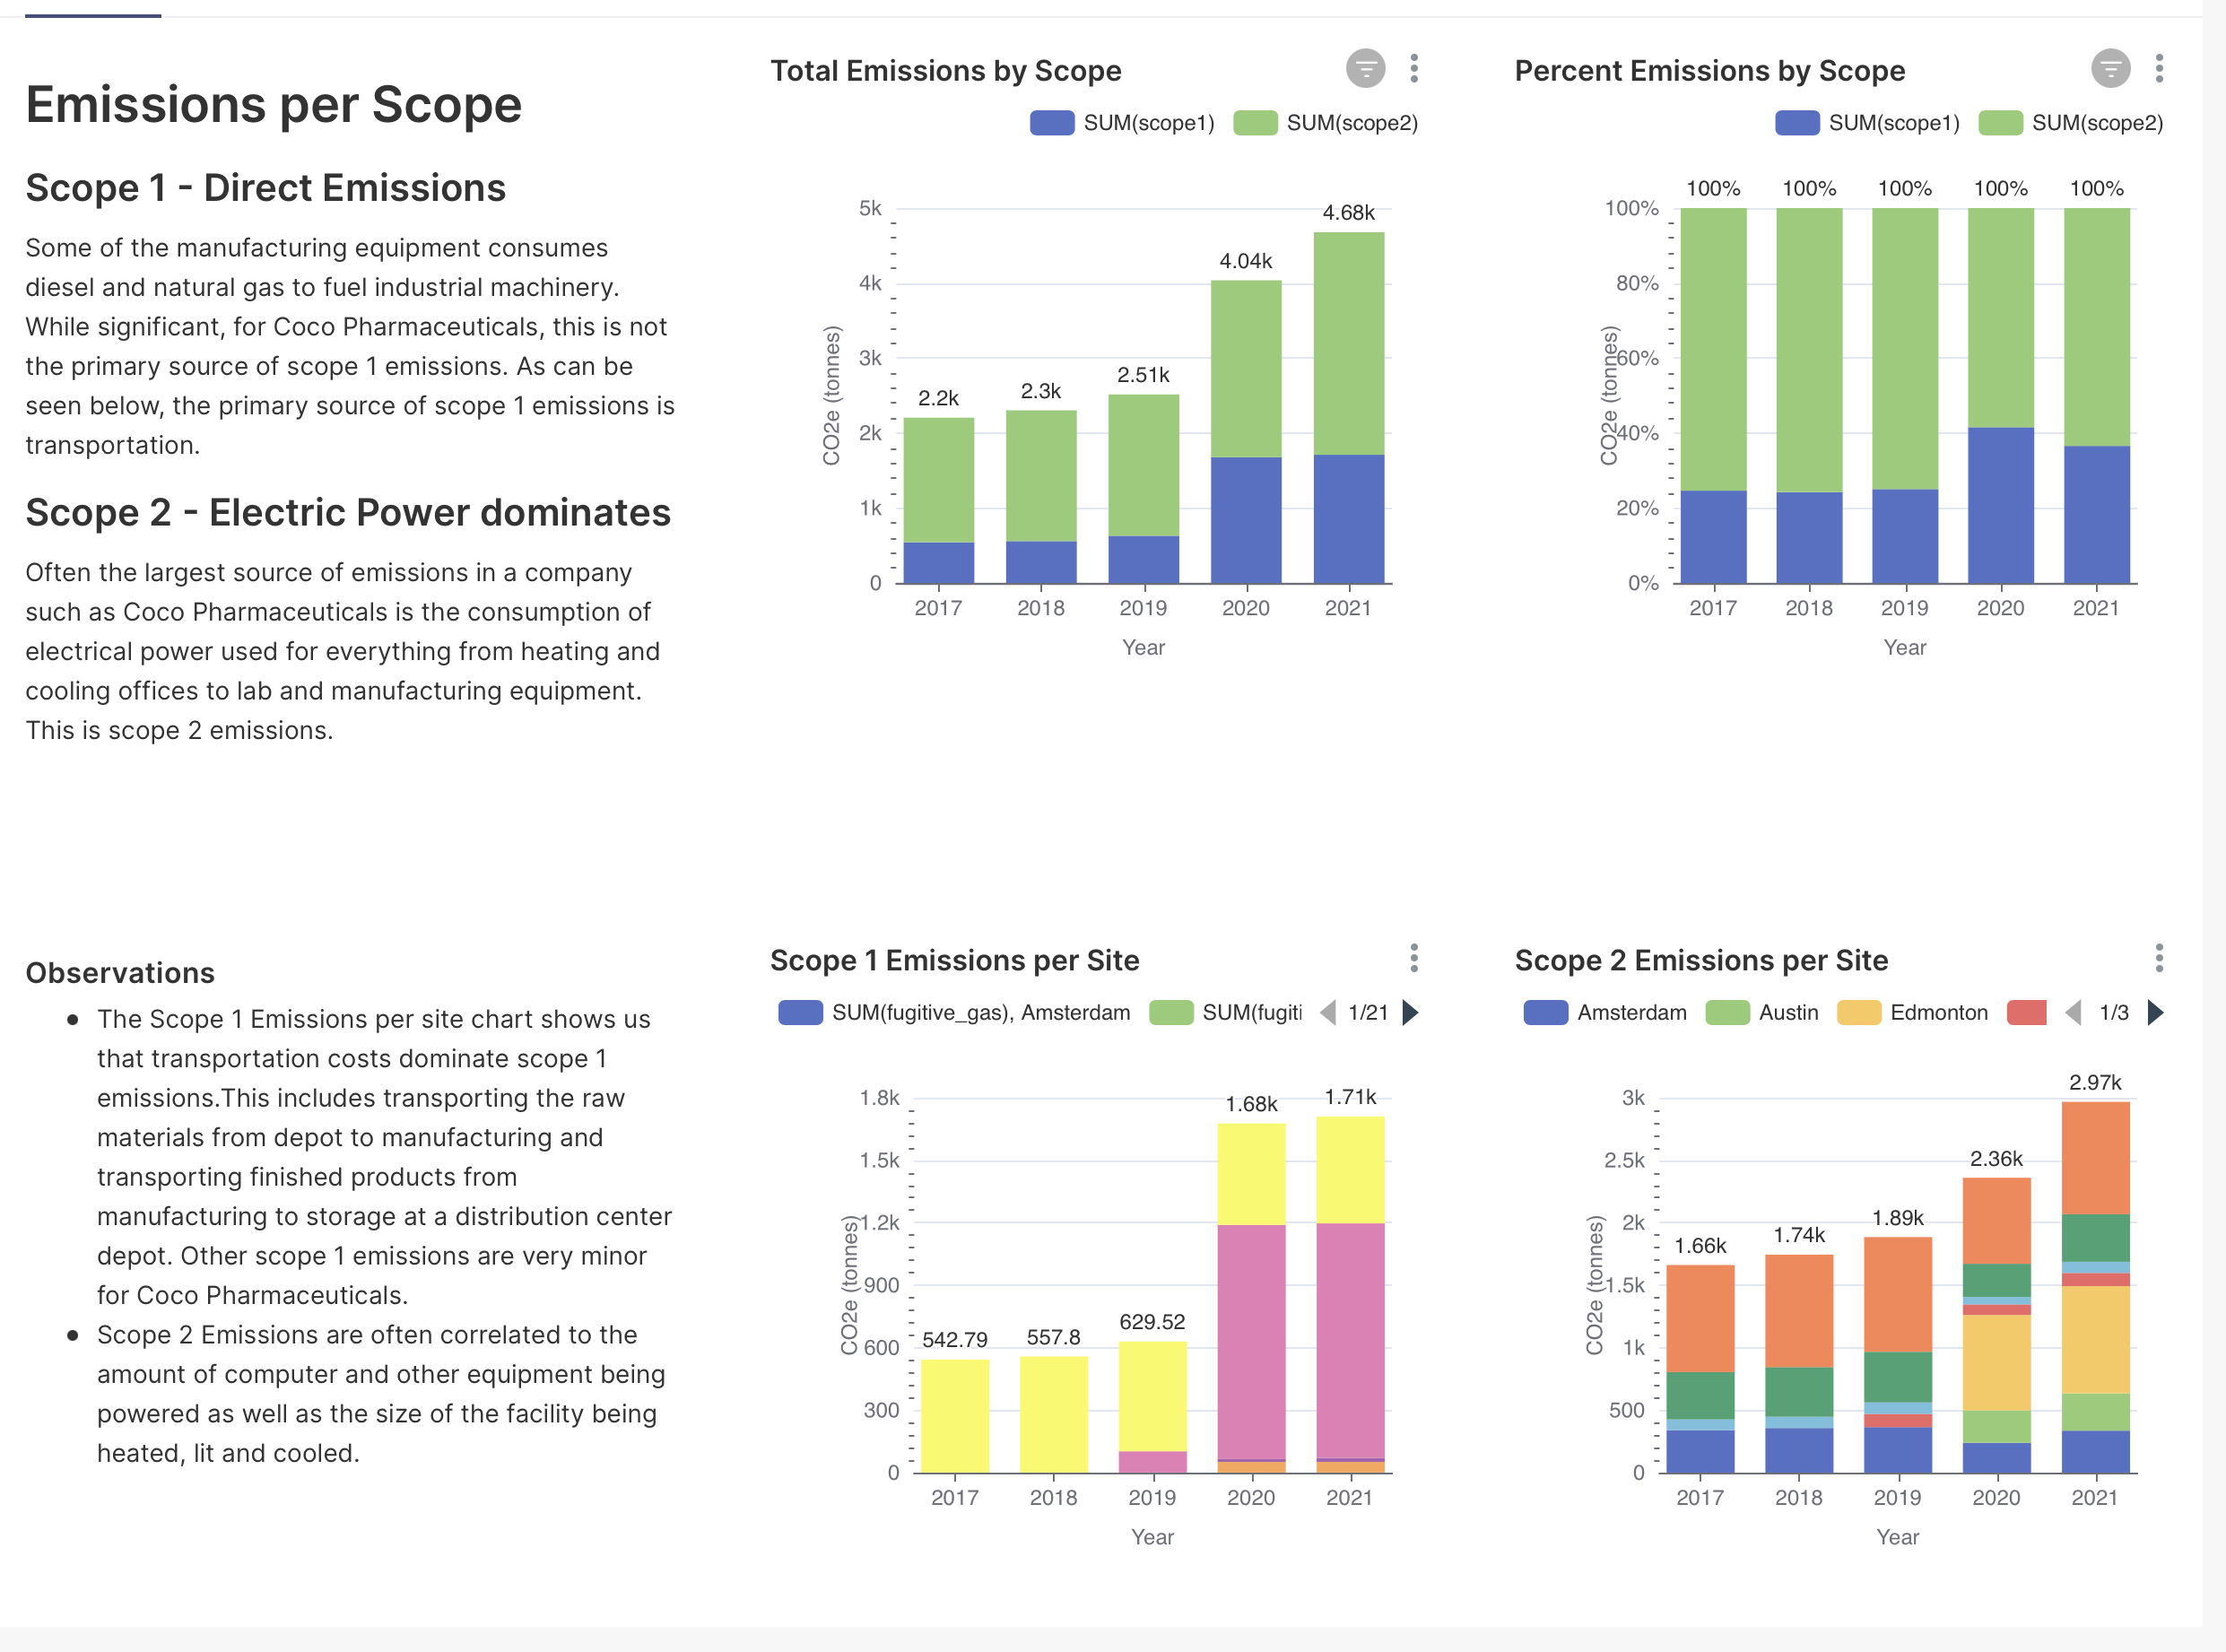 Emissions per Scope
Scope 1 - Direct Emissions
Some of the manufacturing equipment consumes
diesel and natural gas to fuel industrial machinery.
While significant, for Coco Pharmaceuticals, this is not
the primary source of scope 1 emissions. As can be
seen below, the primary source of scope 1 emissions is
transportation.
Scope 2 - Electric Power dominates
Often the largest source of emissions in a company
such as Coco Pharmaceuticals is the consumption of
electrical power used for everything from heating and
cooling offices to lab and manufacturing equipment.
This is scope 2 emissions.
Total Emissions by Scope
SUM(scope1) SUM(scope2)
5k
4k
3k
2k
1k
0
CO2e (tonnes)
2.2k 2.3k 2.51k 4.04k 4.68k
2017 2018 2019 2020 2021
Year
Percent Emissions by Scope
SUM(scope1) SUM(scope2)
100% 100% 100% 100% 100%
100%
80%
60%
40%
20%
0%
CO2e (tonnes)
2017 2018 2019 2020 2021
Year
Observations
• The Scope 1 Emissions per site chart shows us
that transportation costs dominate scope 1
emissions.This includes transporting the raw
materials from depot to manufacturing and
transporting finished products from
manufacturing to storage at a distribution center
depot. Other scope 1 emissions are very minor
for Coco Pharmaceuticals.
• Scope 2 Emissions are often correlated to the
amount of computer and other equipment being
powered as well as the size of the facility being
heated, lit and cooled.
Scope 1 Emissions per Site
SUM(fugitive_gas), Amsterdam SUM(fugiti 1/21
1.8k
1.5k
1.2k
900
600
300
0
CO2e (tonnes)
542.79 557.8 629.52 1.68k 1.71k
2017 2018 2019 2020 2021
Year
Scope 2 Emissions per Site
Amsterdam Austin Edmonton 1/3
3k
2.5k
2k
1.5k
1k
500
0
CO2e (tonnes)
1.66k 1.74k 1.89k 2.36k 2.97k
2017 2018 2019 2020 2021
Year